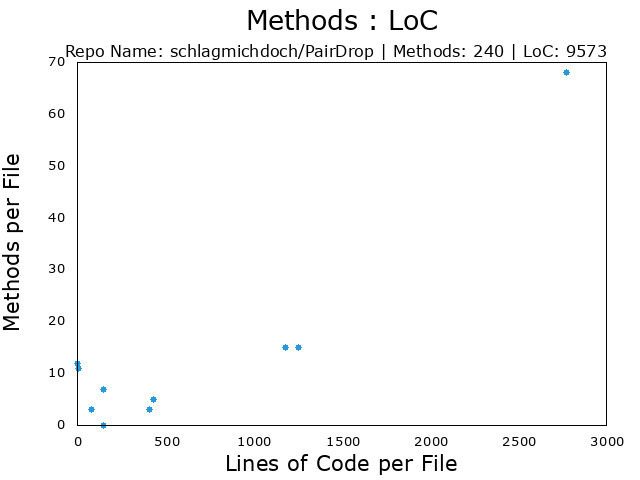 Methods : LoC
Repo Name: schlagmichdoch/PairDrop | Methods: 240 | LoC: 9573
70
60
50
40
30
20
10
0
Methods per File
0 500 1000 1500 2000 2500 3000
Lines of Code per File